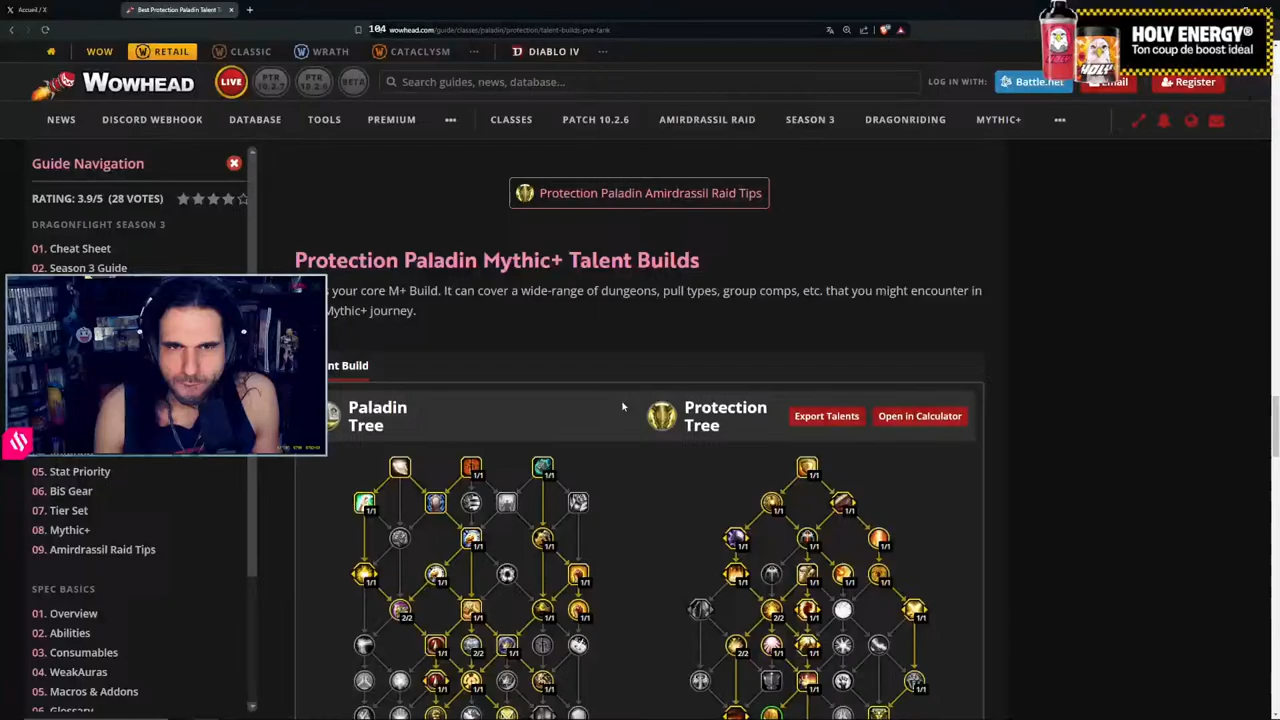 Accueil / X
Best Protection Paladin Talent
104 wowhead.com/guide/classes/paladin/protection/talent-builds-pve-tank
HOLY ENERGY®
Ton coup de boost idéal
WOW
RETAIL
CLASSIC
WRATH
CATACLYSM
DIABLO IV
WOWHEAD
LIVE
PTR
BETA
Search guides, news, database...
LOG IN WITH:
Battle.net
Email
Register
NEWS
DISCORD WEBHOOK
DATABASE
TOOLS
PREMIUM
CLASSES
PATCH 10.2.6
AMIRDRASSIL RAID
SEASON 3
DRAGONRIDING
MYTHIC+
Guide Navigation
RATING: 3.9/5 (28 VOTES)
DRAGONFLIGHT SEASON 3
01. Cheat Sheet
02. Season 3 Guide
05. Stat Priority
06. BiS Gear
07. Tier Set
08. Mythic+
09. Amirdrassil Raid Tips
SPEC BASICS
01. Overview
02. Abilities
03. Consumables
04. WeakAuras
05. Macros & Addons
06. Glossary
Protection Paladin Amirdrassil Raid Tips
Protection Paladin Mythic+ Talent Builds
your core M+ Build. It can cover a wide-range of dungeons, pull types, group comps, etc. that you might encounter in
Mythic+ journey.
Build
Paladin
Tree
Protection
Tree
Export Talents
Open in Calculator